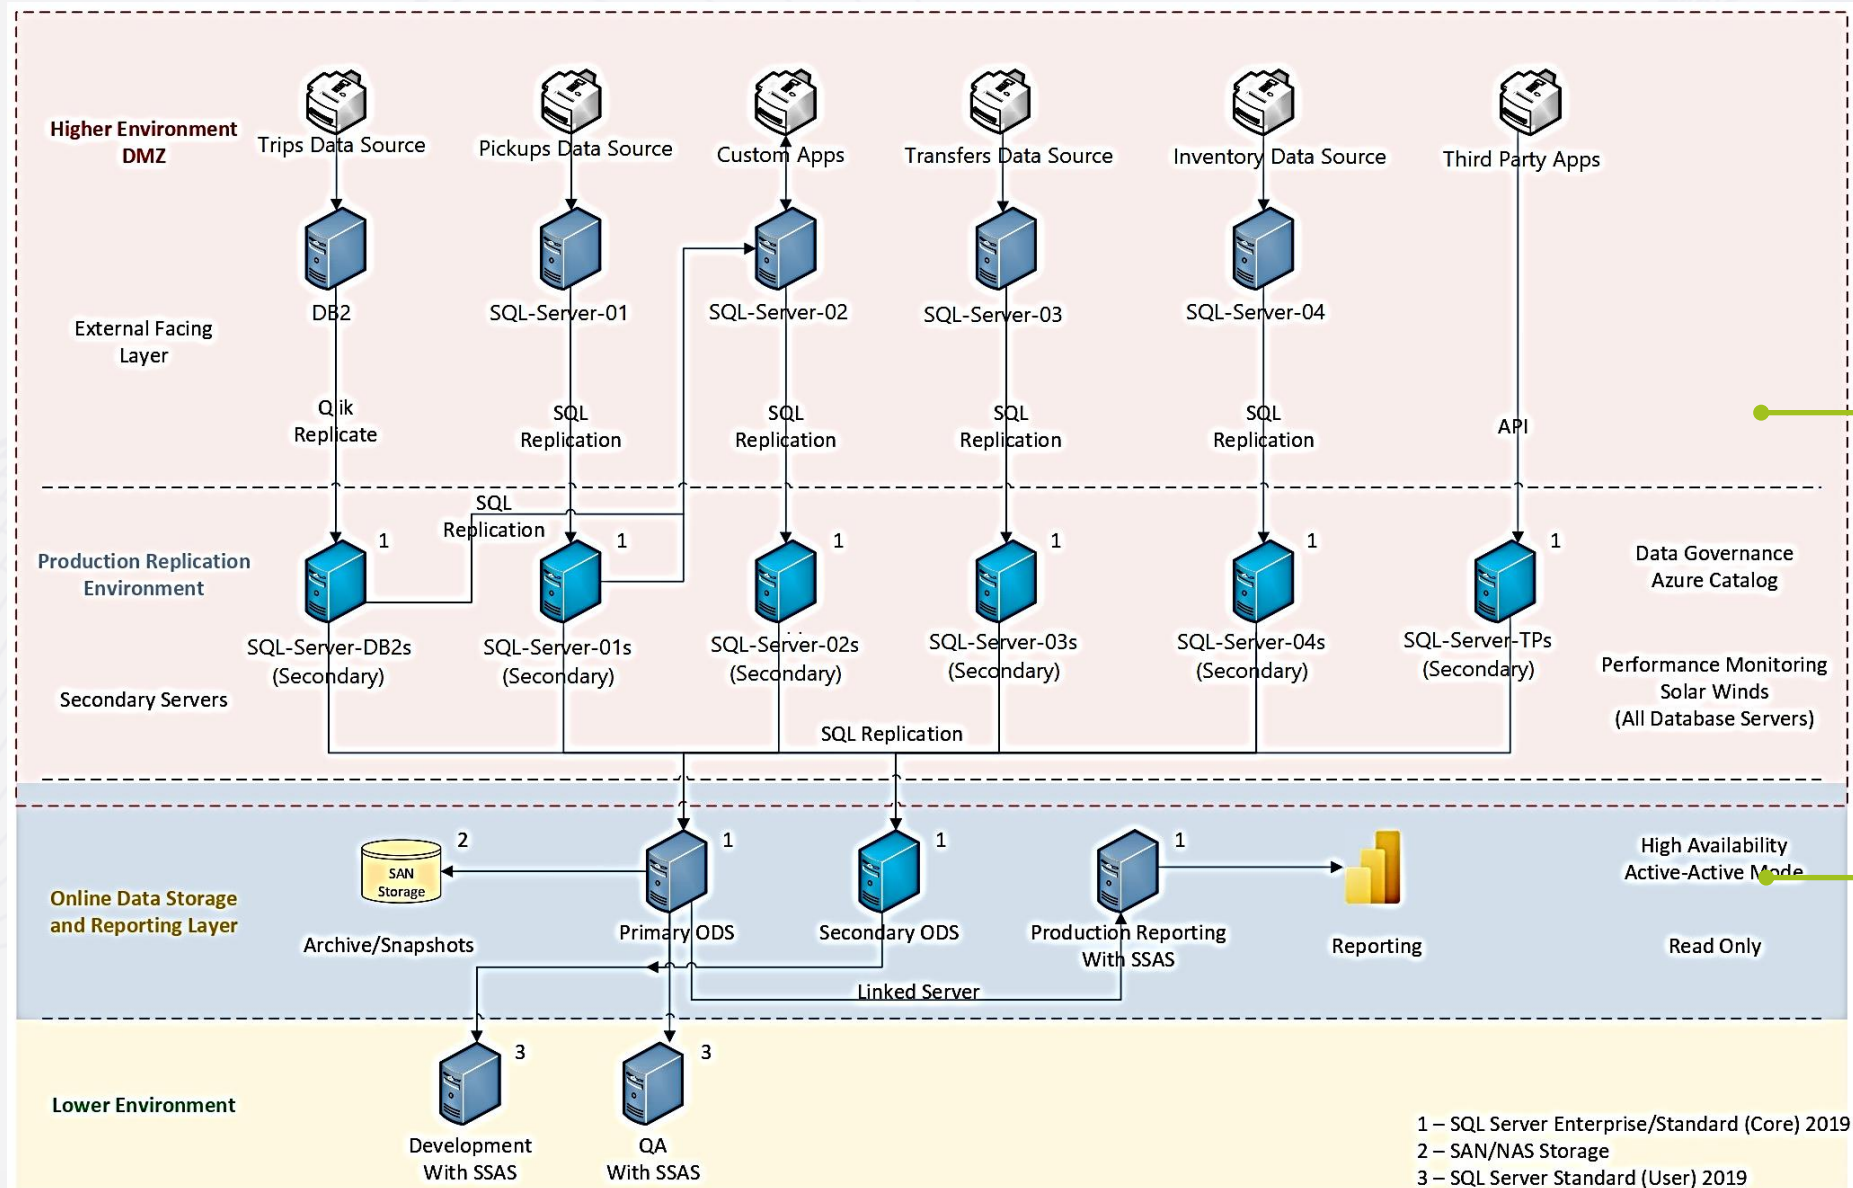 Higher Environment
DMZ
Trips Data Source
Pickups Data Source
Custom Apps
Transfers Data Source
Inventory Data Source
Third Party Apps
External Facing
Layer
DB2
SQL-Server-01
SQL-Server-02
SQL-Server-03
SQL-Server-04
Qlik
Replicate
SQL
Replication
SQL
Replication
SQL
Replication
SQL
Replication
API
SQL
Replication
Production Replication
Environment
1
1
1
1
1
1
Data Governance
Azure Catalog
SQL-Server-DB2s
(Secondary)
SQL-Server-01s
(Secondary)
SQL-Server-02s
(Secondary)
SQL-Server-03s
(Secondary)
SQL-Server-04s
(Secondary)
SQL-Server-TPs
(Secondary)
Secondary Servers
Performance Monitoring
Solar Winds
(All Database Servers)
SQL Replication
Online Data Storage
and Reporting Layer
2
SAN
Storage
Archive/Snapshots
1
Primary ODS
1
Secondary ODS
1
Production Reporting
With SSAS
Reporting
High Availability
Active-Active Mode
Read Only
Linked Server
Lower Environment
3
Development
With SSAS
3
QA
With SSAS
1 – SQL Server Enterprise/Standard (Core) 2019
2 – SAN/NAS Storage
3 – SQL Server Standard (User) 2019